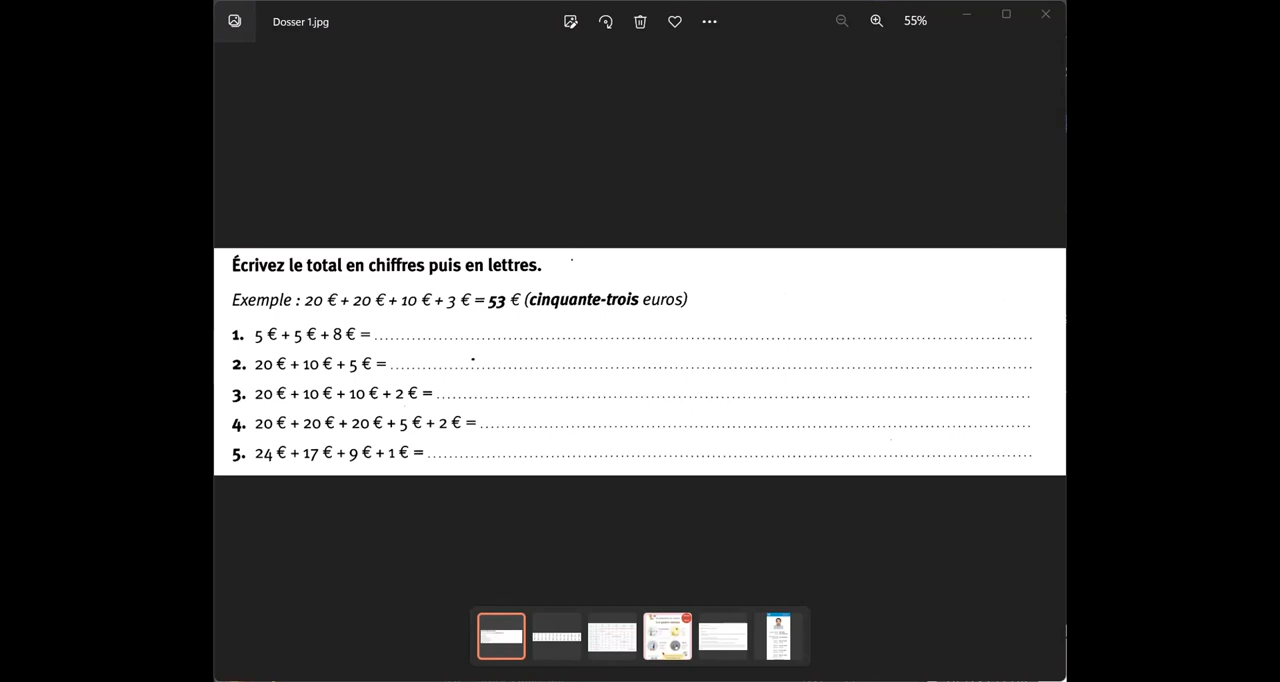 Dosser 1.jpg
55%
Écrivez le total en chiffres puis en lettres.
Exemple : 20 € + 20 € + 10 € + 3 € = 53 € (cinquante-trois euros)
1. 5 € + 5 € + 8 € = ....................................................................................................
2. 20 € + 10 € + 5 € = ....................................................................................................
3. 20 € + 10 € + 10 € + 2 € = ....................................................................................................
4. 20 € + 20 € + 20 € + 5 € + 2 € = ....................................................................................................
5. 24 € + 17 € + 9 € + 1 € = ....................................................................................................